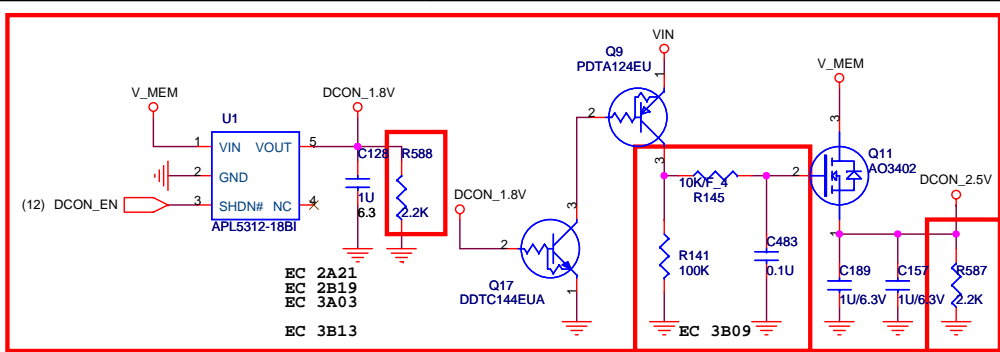 VIN
Q9
PDTA124EU
1
2
3
V_MEM
DCON_1.8V
V_MEM
U1
1 VIN VOUT 5
2 GND
3 SHDN# NC 4
APL5312-18BI
(12) DCON_EN
C128
1U
6.3
R588
2.2K
DCON_1.8V
2
3
1
Q17
DDTC144EUA
10K/F_4
R145
R141
100K
C483
0.1U
3
2
1
Q11
AO3402
DCON_2.5V
C189
1U/6.3V
C157
1U/6.3V
R587
2.2K
EC 2A21
EC 2B19
EC 3A03
EC 3B13
EC 3B09